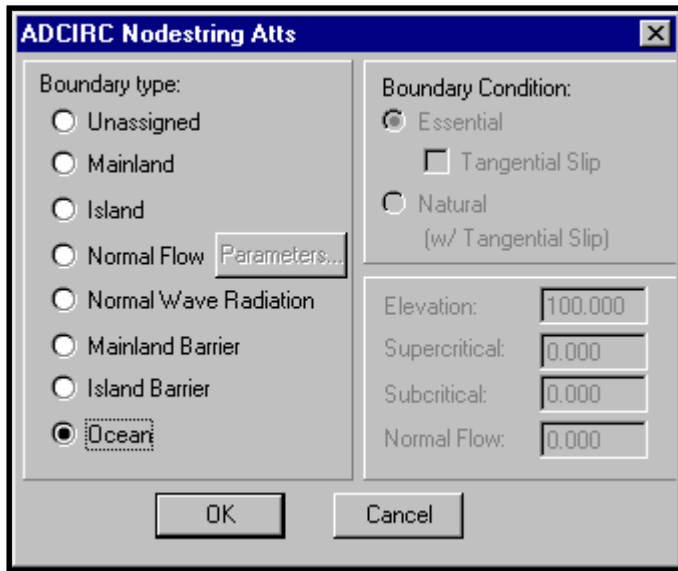 ADCIRC Nodestring Atts
Boundary type:
Unassigned
Mainland
Island
Normal Flow Parameters...
Normal Wave Radiation
Mainland Barrier
Island Barrier
Ocean
Boundary Condition:
Essential
Tangential Slip
Natural
(w/ Tangential Slip)
Elevation: 100.000
Supercritical: 0.000
Subcritical: 0.000
Normal Flow: 0.000
OK Cancel